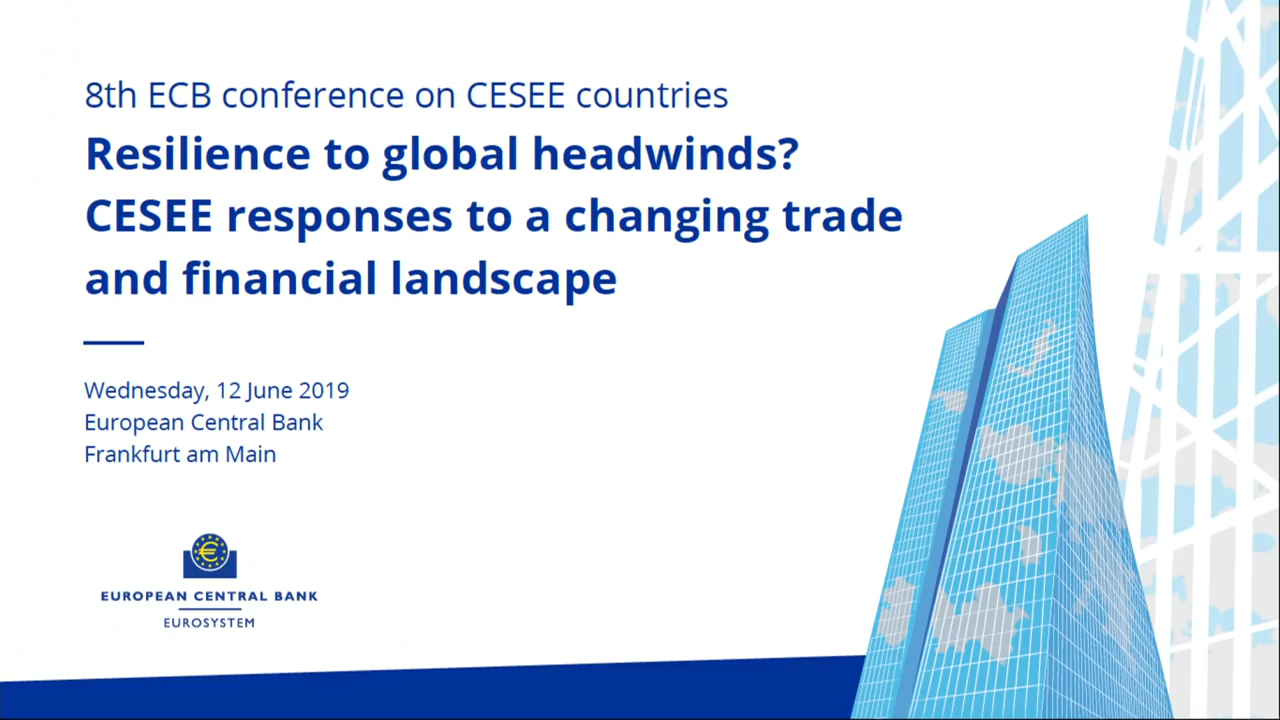 8th ECB conference on CESEE countries
Resilience to global headwinds?
CESEE responses to a changing trade
and financial landscape
Wednesday, 12 June 2019
European Central Bank
Frankfurt am Main
€
EUROPEAN CENTRAL BANK
EUROSYSTEM